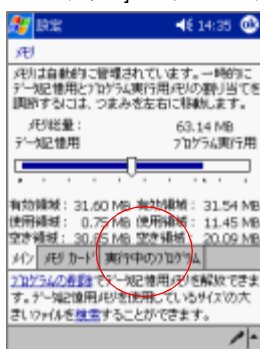 設定 14:35 ok
メモリ
メモリは自動的に管理されています。一時的に
データ記憶用とプログラム実行用メモリの割り当てを
調節するには、つまみを左右に移動します。
メモリ総量: 63.14 MB
データ記憶用 プログラム実行用
有効領域: 31.60 MB 有効領域: 31.54 MB
使用領域: 0.75 MB 使用領域: 11.45 MB
空き領域: 30.85 MB 空き領域: 20.09 MB
メイン メモリ カード 実行中のプログラム
プログラムの削除でデータ記憶用メモリを解放できま
す。データ記憶用メモリを使用しているサイズの大
きいファイルを検索することができます。